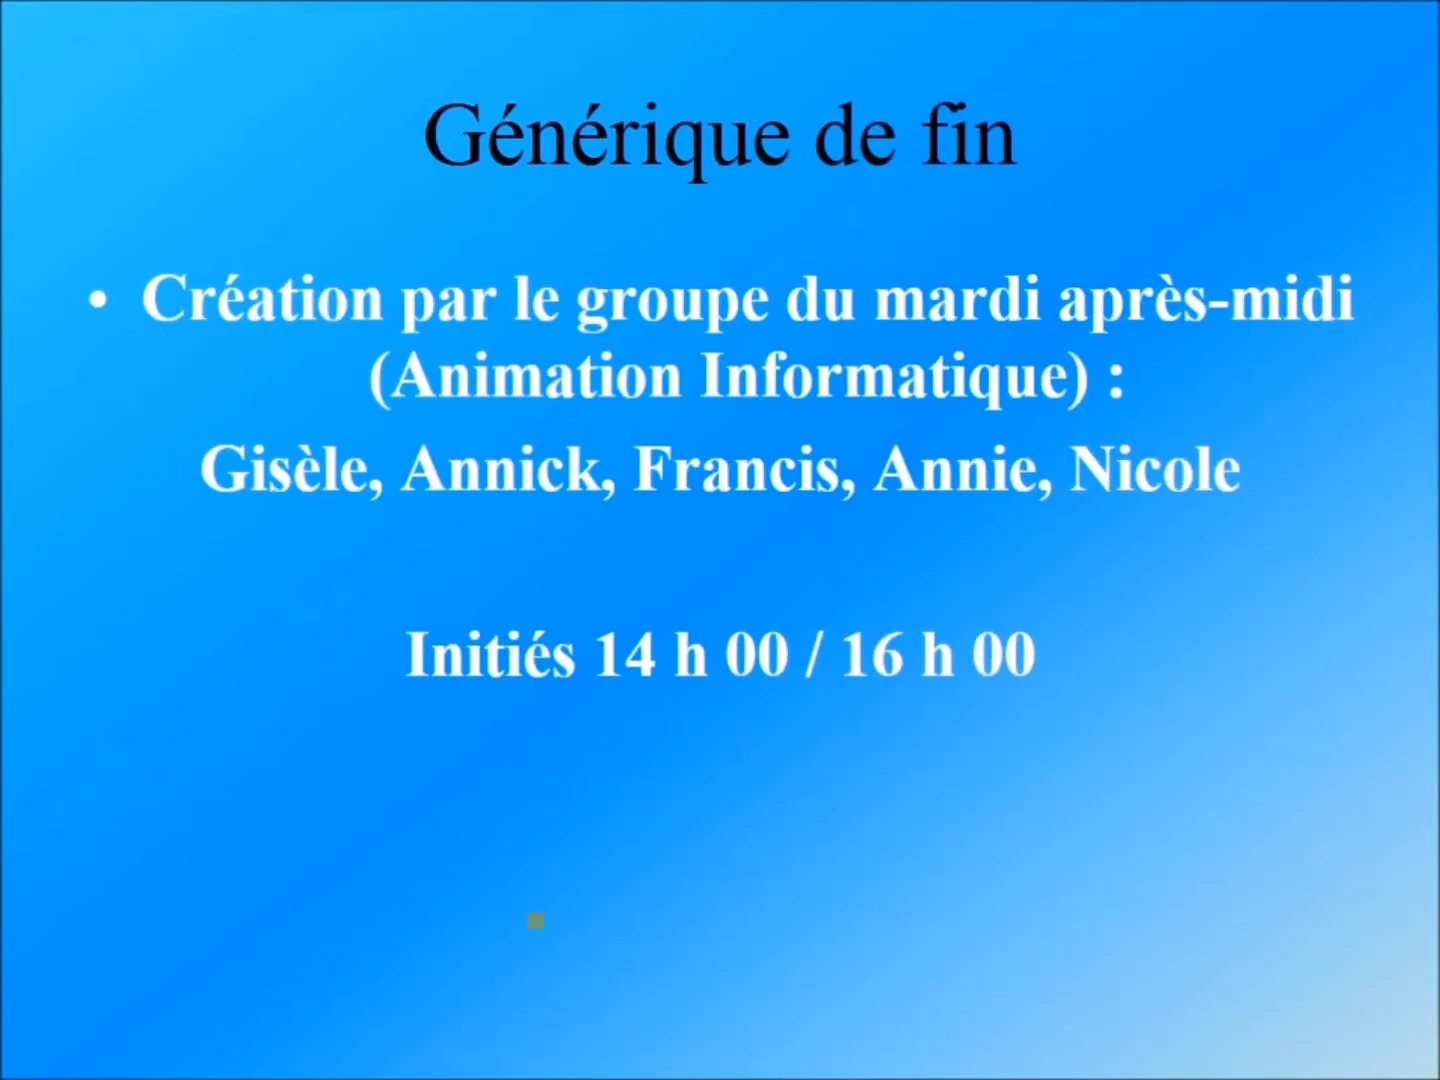 Générique de fin
• Création par le groupe du mardi après-midi
(Animation Informatique) :
Gisèle, Annick, Francis, Annie, Nicole
Initiés 14 h 00 / 16 h 00